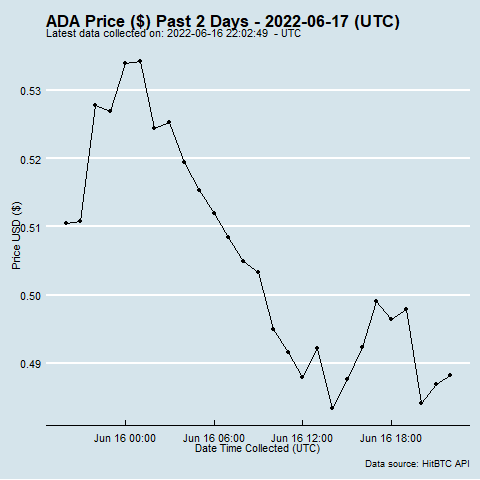 ADA Price ($) Past 2 Days - 2022-06-17 (UTC)
Latest data collected on: 2022-06-16 22:02:49 - UTC
Price USD ($)
0.53
0.52
0.51
0.50
0.49
Jun 16 00:00 Jun 16 06:00 Jun 16 12:00 Jun 16 18:00
Date Time Collected (UTC)
Data source: HitBTC API